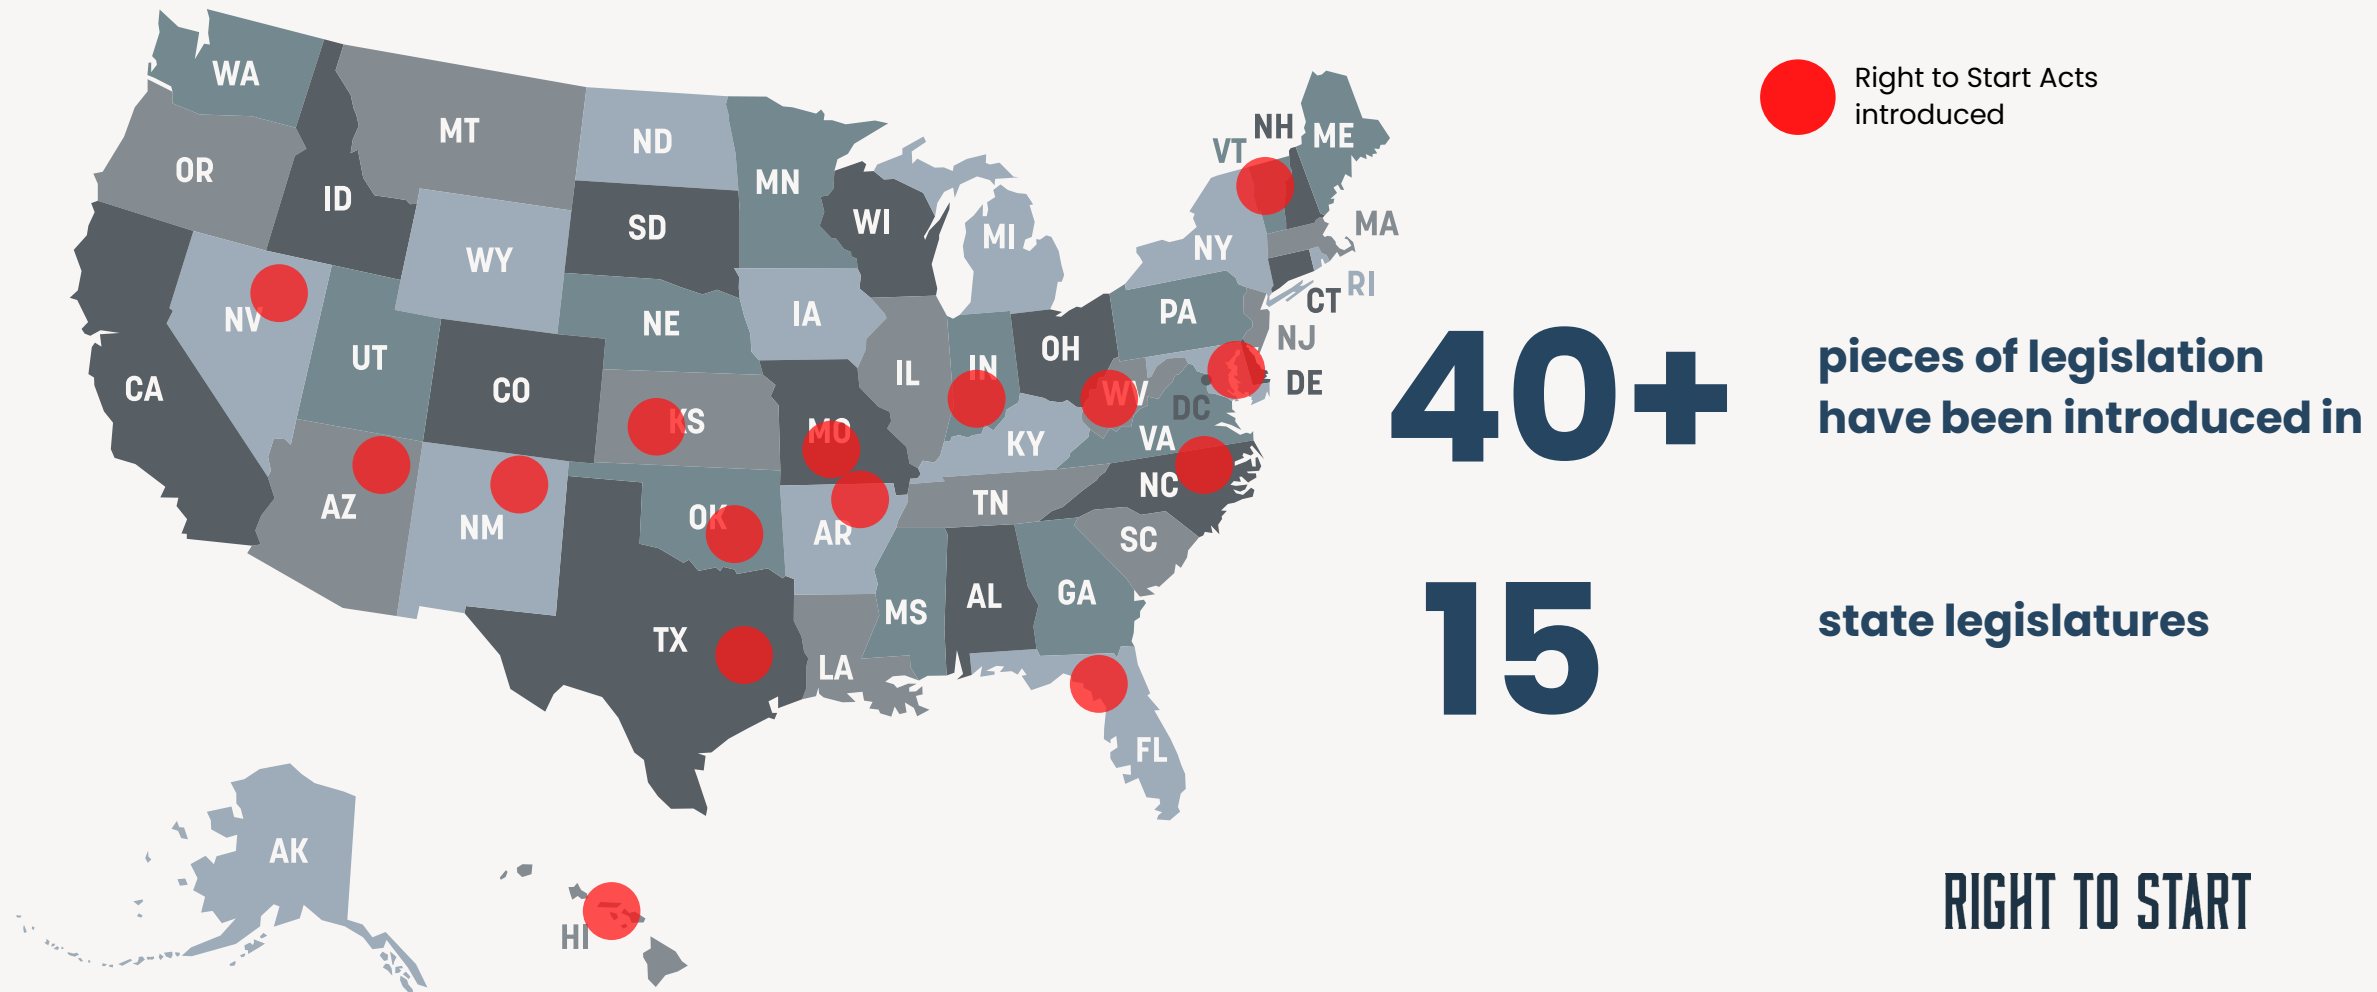 WA
MT
ND
MN
OR
ID
SD
WI
MI
WY
NV
UT
CO
NE
IA
IL
IN
OH
PA
NY
VT
NH
ME
MA
RI
CT
NJ
DE
DC
WV
VA
CA
KS
MO
KY
AZ
NM
OK
AR
TN
NC
SC
TX
LA
MS
AL
GA
FL
AK
HI
Right to Start Acts
introduced
40+
pieces of legislation
have been introduced in
15
state legislatures
RIGHT TO START